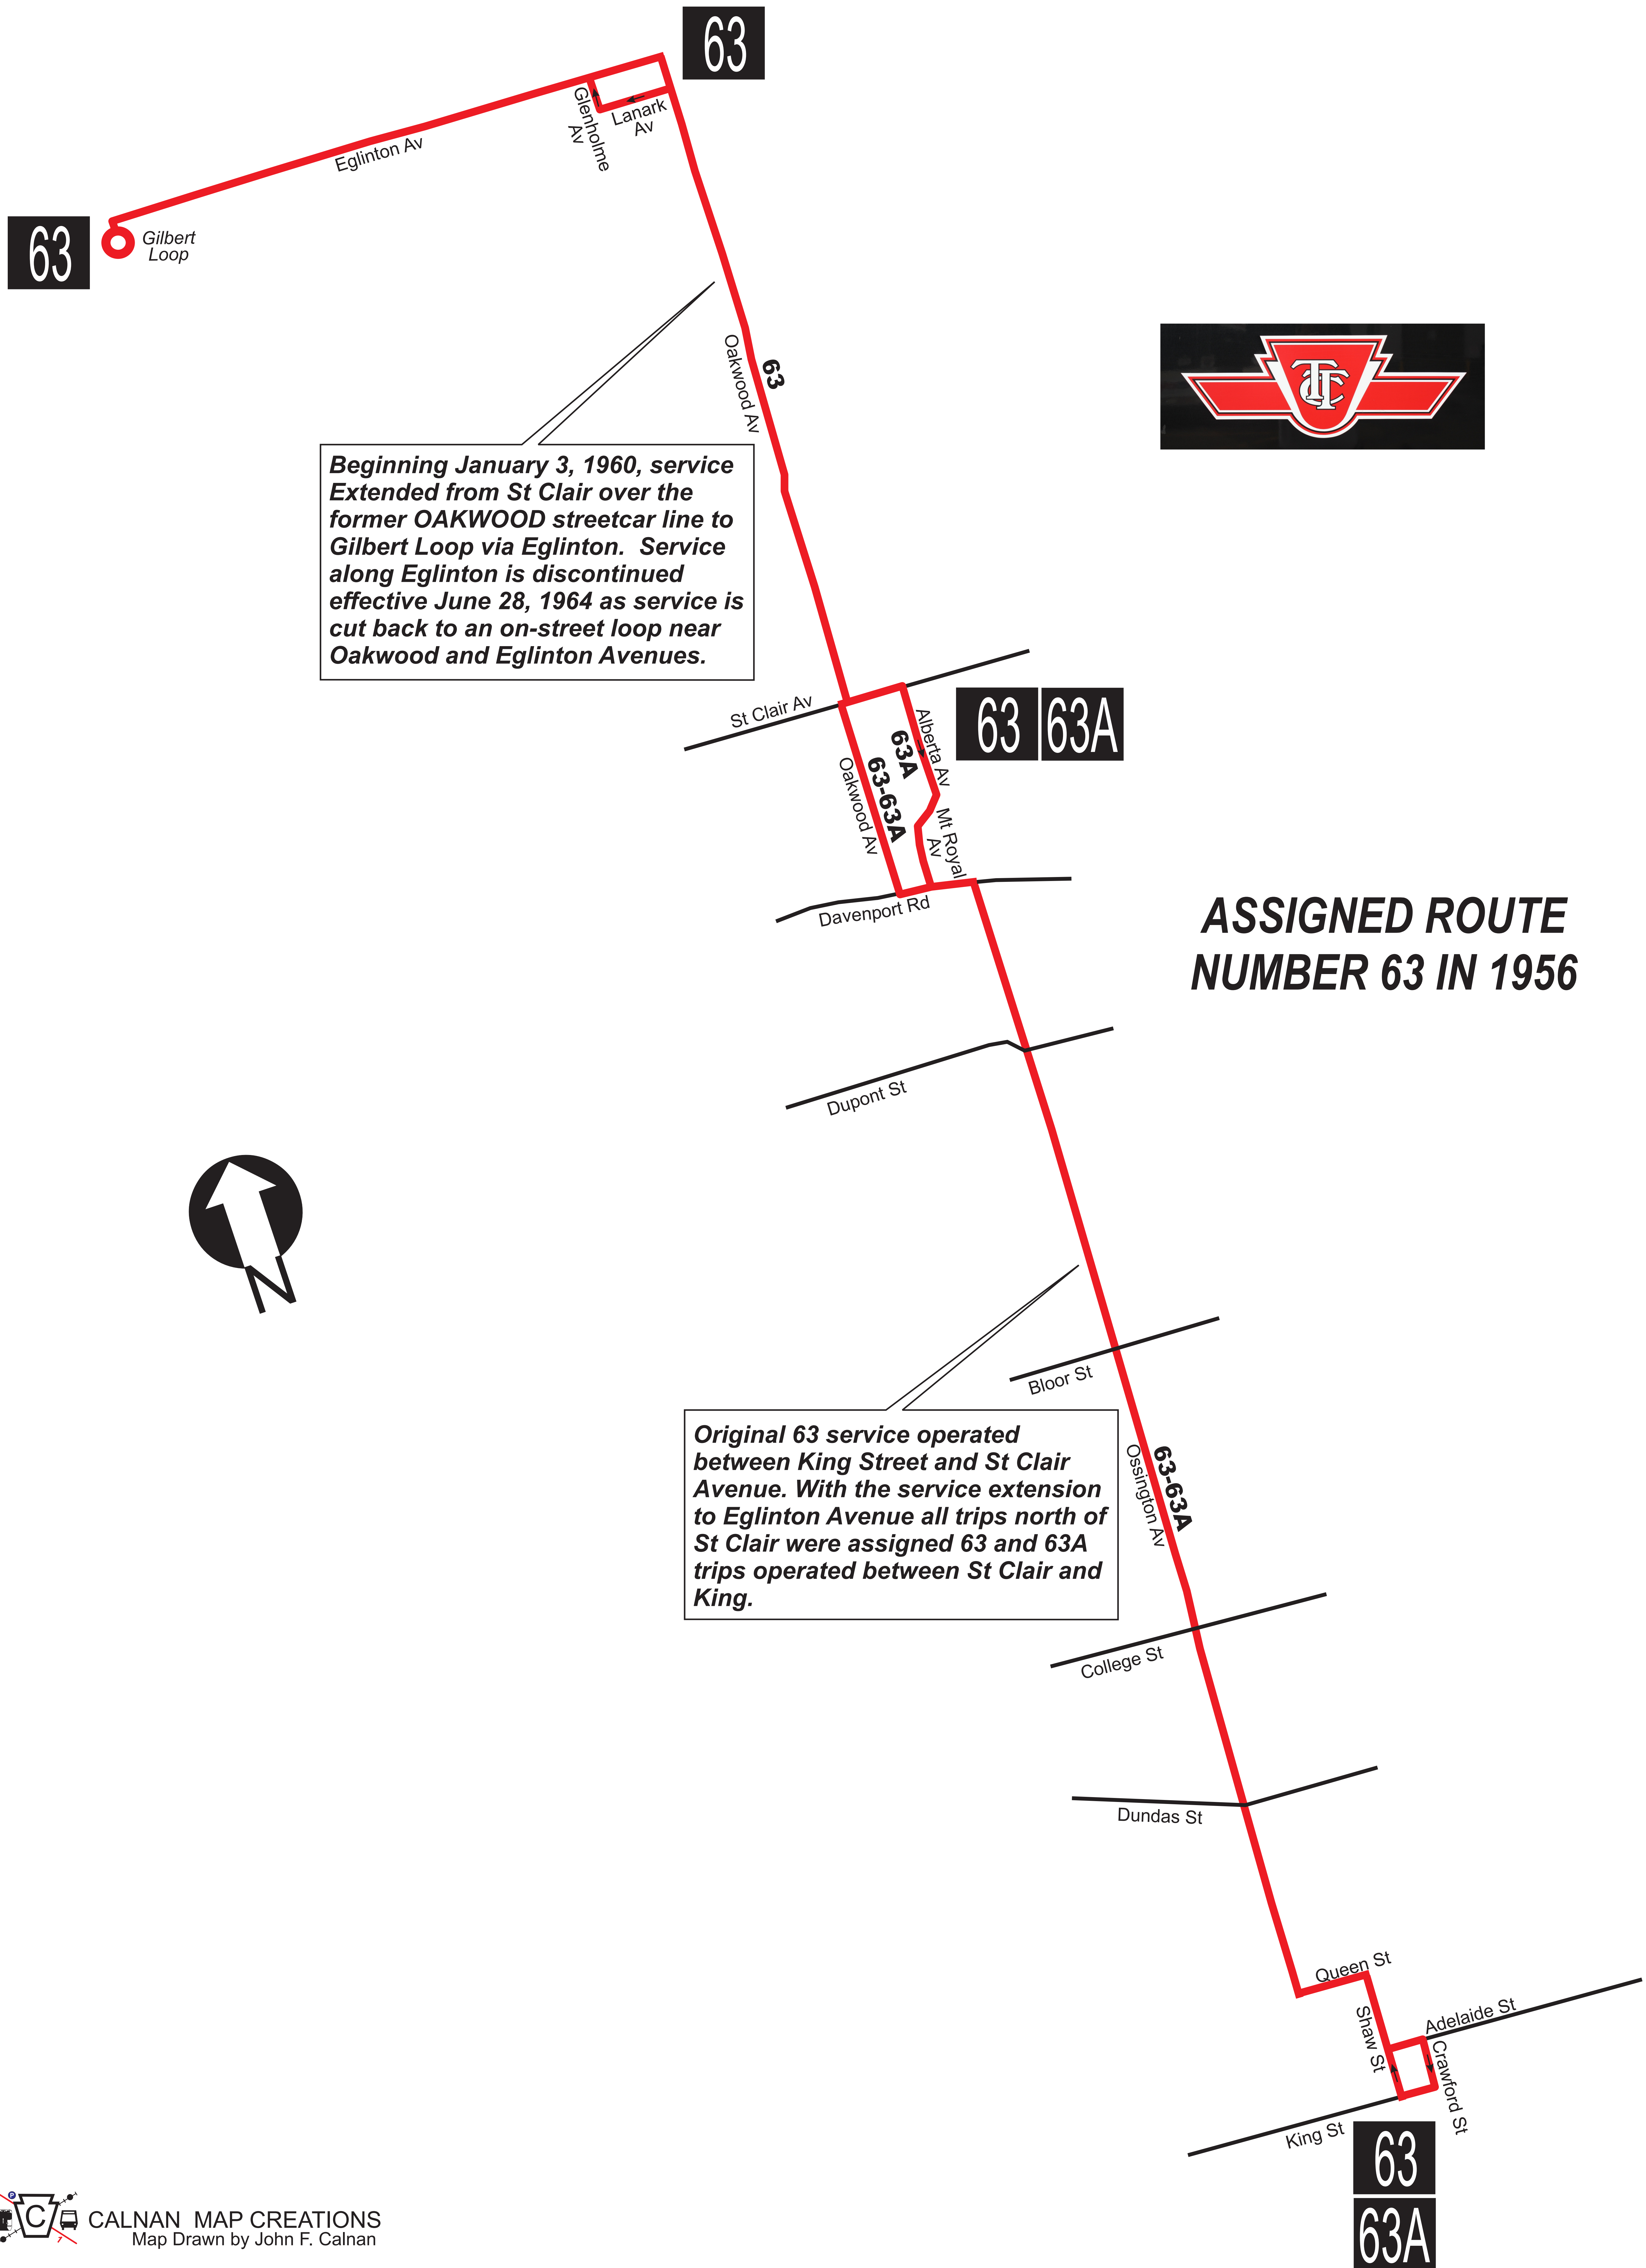 63
Glenholme
Av
Lanark
Av
Eglinton Av
63
Gilbert
Loop
Oakwood Av
63
TTC
Beginning January 3, 1960, service
Extended from St Clair over the
former OAKWOOD streetcar line to
Gilbert Loop via Eglinton.  Service
along Eglinton is discontinued
effective June 28, 1964 as service is
cut back to an on-street loop near
Oakwood and Eglinton Avenues.
St Clair Av
63 63A
Alberta Av
63A
63-63A
Oakwood Av
Mt Royal
Av
Davenport Rd
ASSIGNED ROUTE
NUMBER 63 IN 1956
Dupont St
N
Bloor St
Original 63 service operated
between King Street and St Clair
Avenue. With the service extension
to Eglinton Avenue all trips north of
St Clair were assigned 63 and 63A
trips operated between St Clair and
King.
63-63A
Ossington Av
College St
Dundas St
Queen St
Shaw St
Adelaide St
Crawford St
King St
63
63A
P
C
1
CALNAN  MAP CREATIONS
Map Drawn by John F. Calnan